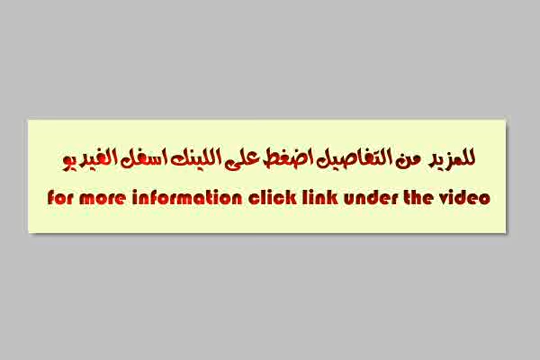 للمزيد من التفاصيل اضغط على اللينك اسفل الفيديو
for more information click link under the video